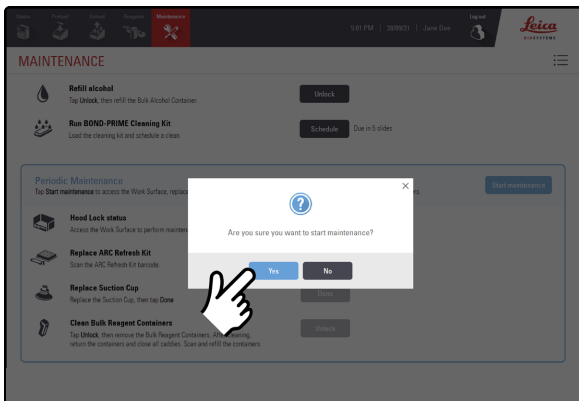 Status Preload Unload Reagents Maintenance
5:01 PM | 28/09/21 | Jane Doe
Log out
Leica
BIOSYSTEMS
MAINTENANCE
Refill alcohol
Tap Unlock, then refill the Bulk Alcohol Container.
Unlock
Run BOND-PRIME Cleaning Kit
Load the cleaning kit and schedule a clean.
Schedule
Due in 5 slides
Periodic Maintenance
Tap Start maintenance to access the Work Surface, replace
Start maintenance
Hood Lock status
Access the Work Surface to perform
Replace ARC Refresh Kit
Scan the ARC Refresh Kit barcode.
Replace Suction Cup
Replace the Suction Cup, then tap Done
Done
Clean Bulk Reagent Containers
Tap Unlock, then remove the Bulk Reagent Containers. After cleaning,
return the containers and close all caddies. Scan and refill the containers.
Unlock
?
Are you sure you want to start maintenance?
Yes
No